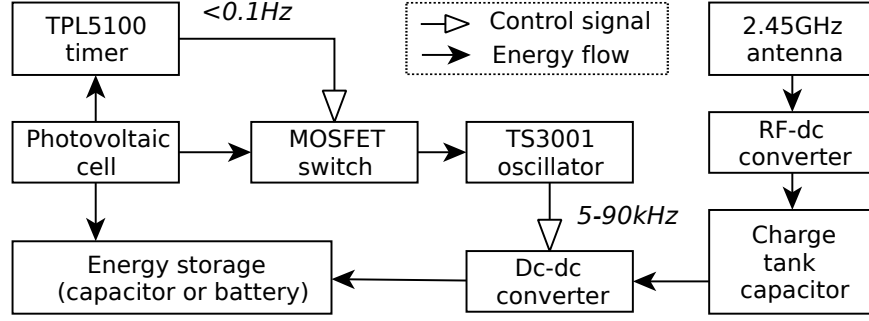 TPL5100
timer
<0.1Hz
Control signal
Energy flow
2.45GHz
antenna
Photovoltaic
cell
MOSFET
switch
TS3001
oscillator
RF-dc
converter
5-90kHz
Energy storage
(capacitor or battery)
Dc-dc
converter
Charge
tank
capacitor